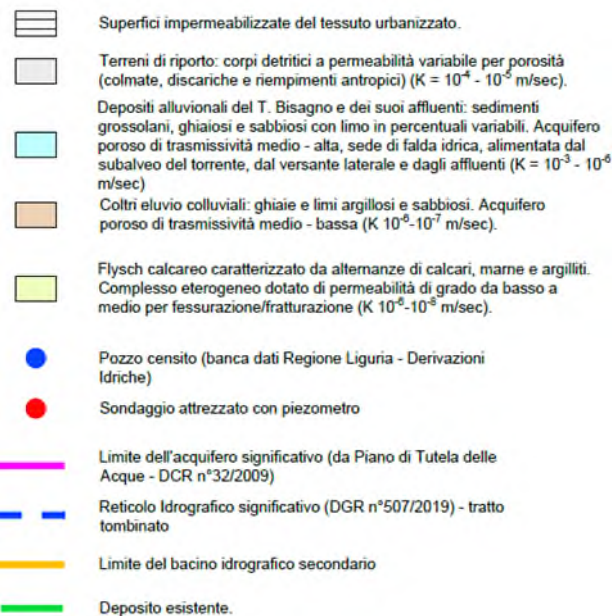 Superfici impermeabilizzate del tessuto urbanizzato.
Terreni di riporto: corpi detritici a permeabilità variabile per porosità
(colmate, discariche e riempimenti antropici) (K = 10⁻⁴ - 10⁻⁵ m/sec).
Depositi alluvionali del T. Bisagno e dei suoi affluenti: sedimenti
grossolani, ghiaiosi e sabbiosi con limo in percentuali variabili. Acquifero
poroso di trasmissività medio - alta, sede di falda idrica, alimentata dal
subalveo del torrente, dal versante laterale e dagli affluenti (K = 10⁻³ - 10⁻⁶
m/sec)
Coltri eluvio colluviali: ghiaie e limi argillosi e sabbiosi. Acquifero
poroso di trasmissività medio - bassa (K 10⁻⁶-10⁻⁷ m/sec).
Flysch calcareo caratterizzato da alternanze di calcari, marne e argilliti.
Complesso eterogeneo dotato di permeabilità di grado da basso a
medio per fessurazione/fratturazione (K 10⁻⁶-10⁻⁸ m/sec).
Pozzo censito (banca dati Regione Liguria - Derivazioni
Idriche)
Sondaggio attrezzato con piezometro
Limite dell'acquifero significativo (da Piano di Tutela delle
Acque - DCR n°32/2009)
Reticolo Idrografico significativo (DGR n°507/2019) - tratto
tombinato
Limite del bacino idrografico secondario
Deposito esistente.